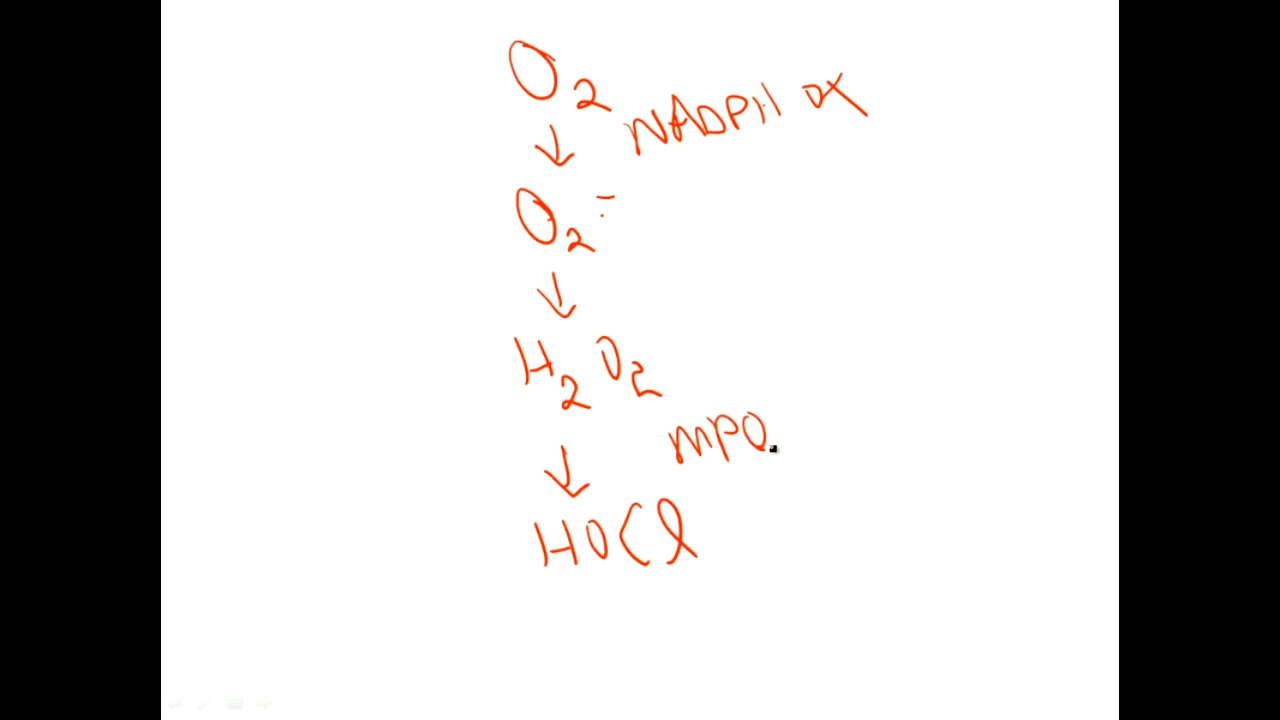 O₂
NADPH ox
↓
O₂∸
↓
H₂O₂
MPO
↓
HOCl